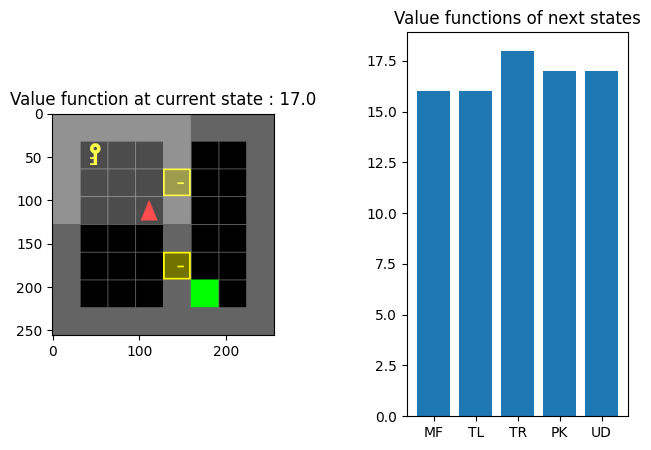 Value function at current state : 17.0
0
50
100
150
200
250
0
100
200
Value functions of next states
17.5
15.0
12.5
10.0
7.5
5.0
2.5
0.0
MF
TL
TR
PK
UD